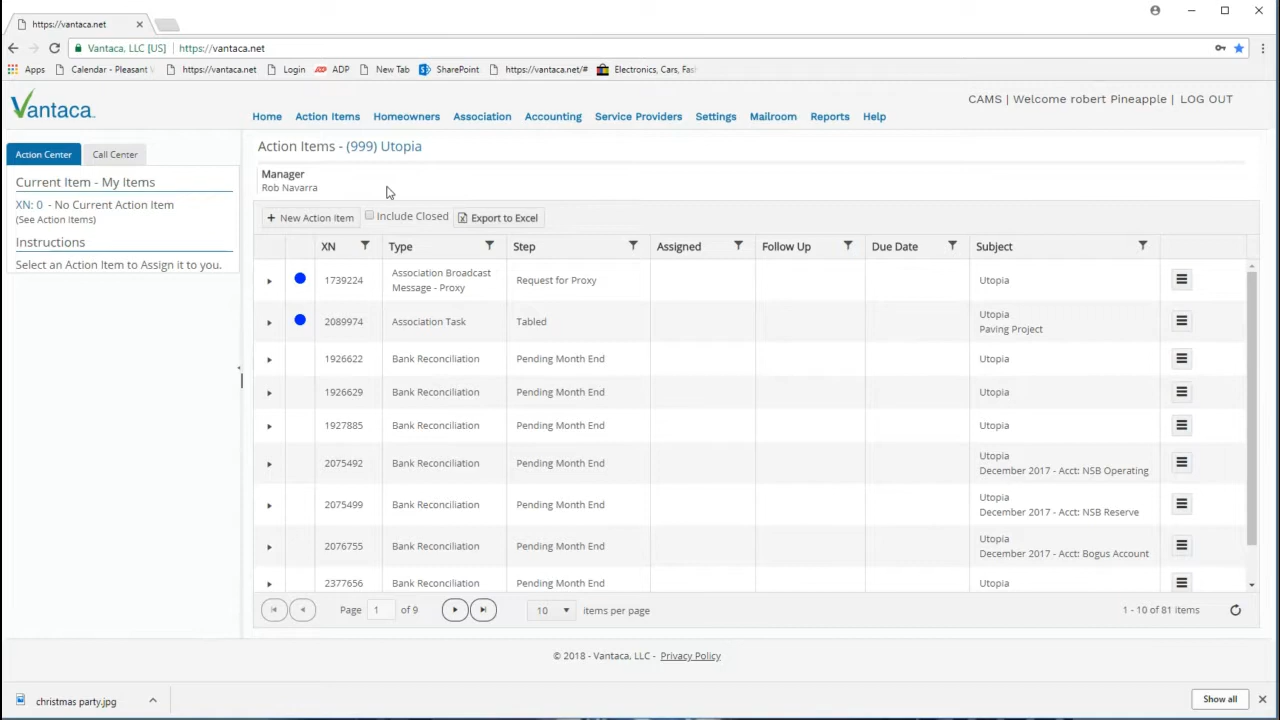 https://vantaca.net
Vantaca, LLC [US] | https://vantaca.net
Apps Calendar - Pleasant https://vantaca.net Login ADP New Tab SharePoint https://vantaca.net/# Electronics, Cars, Fas
Vantaca
CAMS | Welcome robert Pineapple | LOG OUT
Home Action Items Homeowners Association Accounting Service Providers Settings Mailroom Reports Help
Action Center Call Center
Current Item - My Items
XN: 0 - No Current Action Item
(See Action Items)
Instructions
Select an Action Item to Assign it to you.
Action Items - (999) Utopia
Manager
Rob Navarra
+ New Action Item Include Closed Export to Excel
XN Type Step Assigned Follow Up Due Date Subject
1739224 Association Broadcast Message - Proxy Request for Proxy Utopia
2089974 Association Task Tabled Utopia
Paving Project
1926622 Bank Reconciliation Pending Month End Utopia
1926629 Bank Reconciliation Pending Month End Utopia
1927885 Bank Reconciliation Pending Month End Utopia
2075492 Bank Reconciliation Pending Month End Utopia
December 2017 - Acct: NSB Operating
2075499 Bank Reconciliation Pending Month End Utopia
December 2017 - Acct: NSB Reserve
2076755 Bank Reconciliation Pending Month End Utopia
December 2017 - Acct: Bogus Account
2377656 Bank Reconciliation Pending Month End Utopia
Page 1 of 9 10 items per page 1 - 10 of 81 items
© 2018 - Vantaca, LLC - Privacy Policy
christmas party.jpg Show all